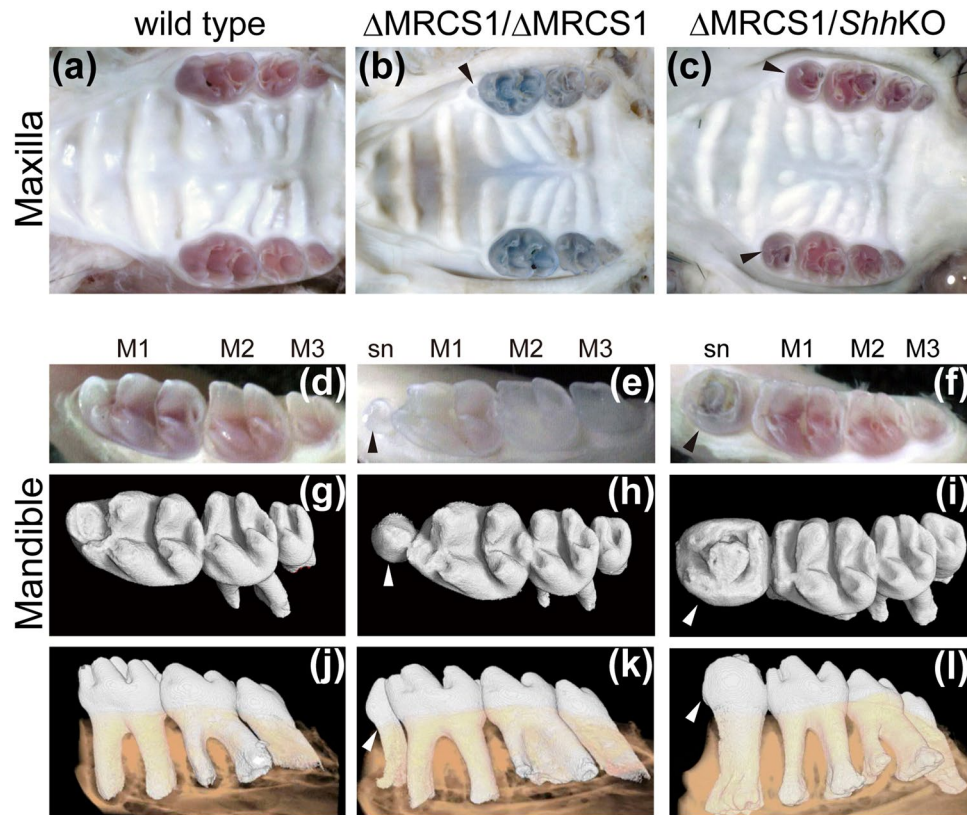 wild type ΔMRCS1/ΔMRCS1 ΔMRCS1/ShhKO
Maxilla
(a) (b) (c)
M1 M2 M3 sn M1 M2 M3 sn M1 M2 M3
Mandible
(d) (e) (f)
(g) (h) (i)
(j) (k) (l)